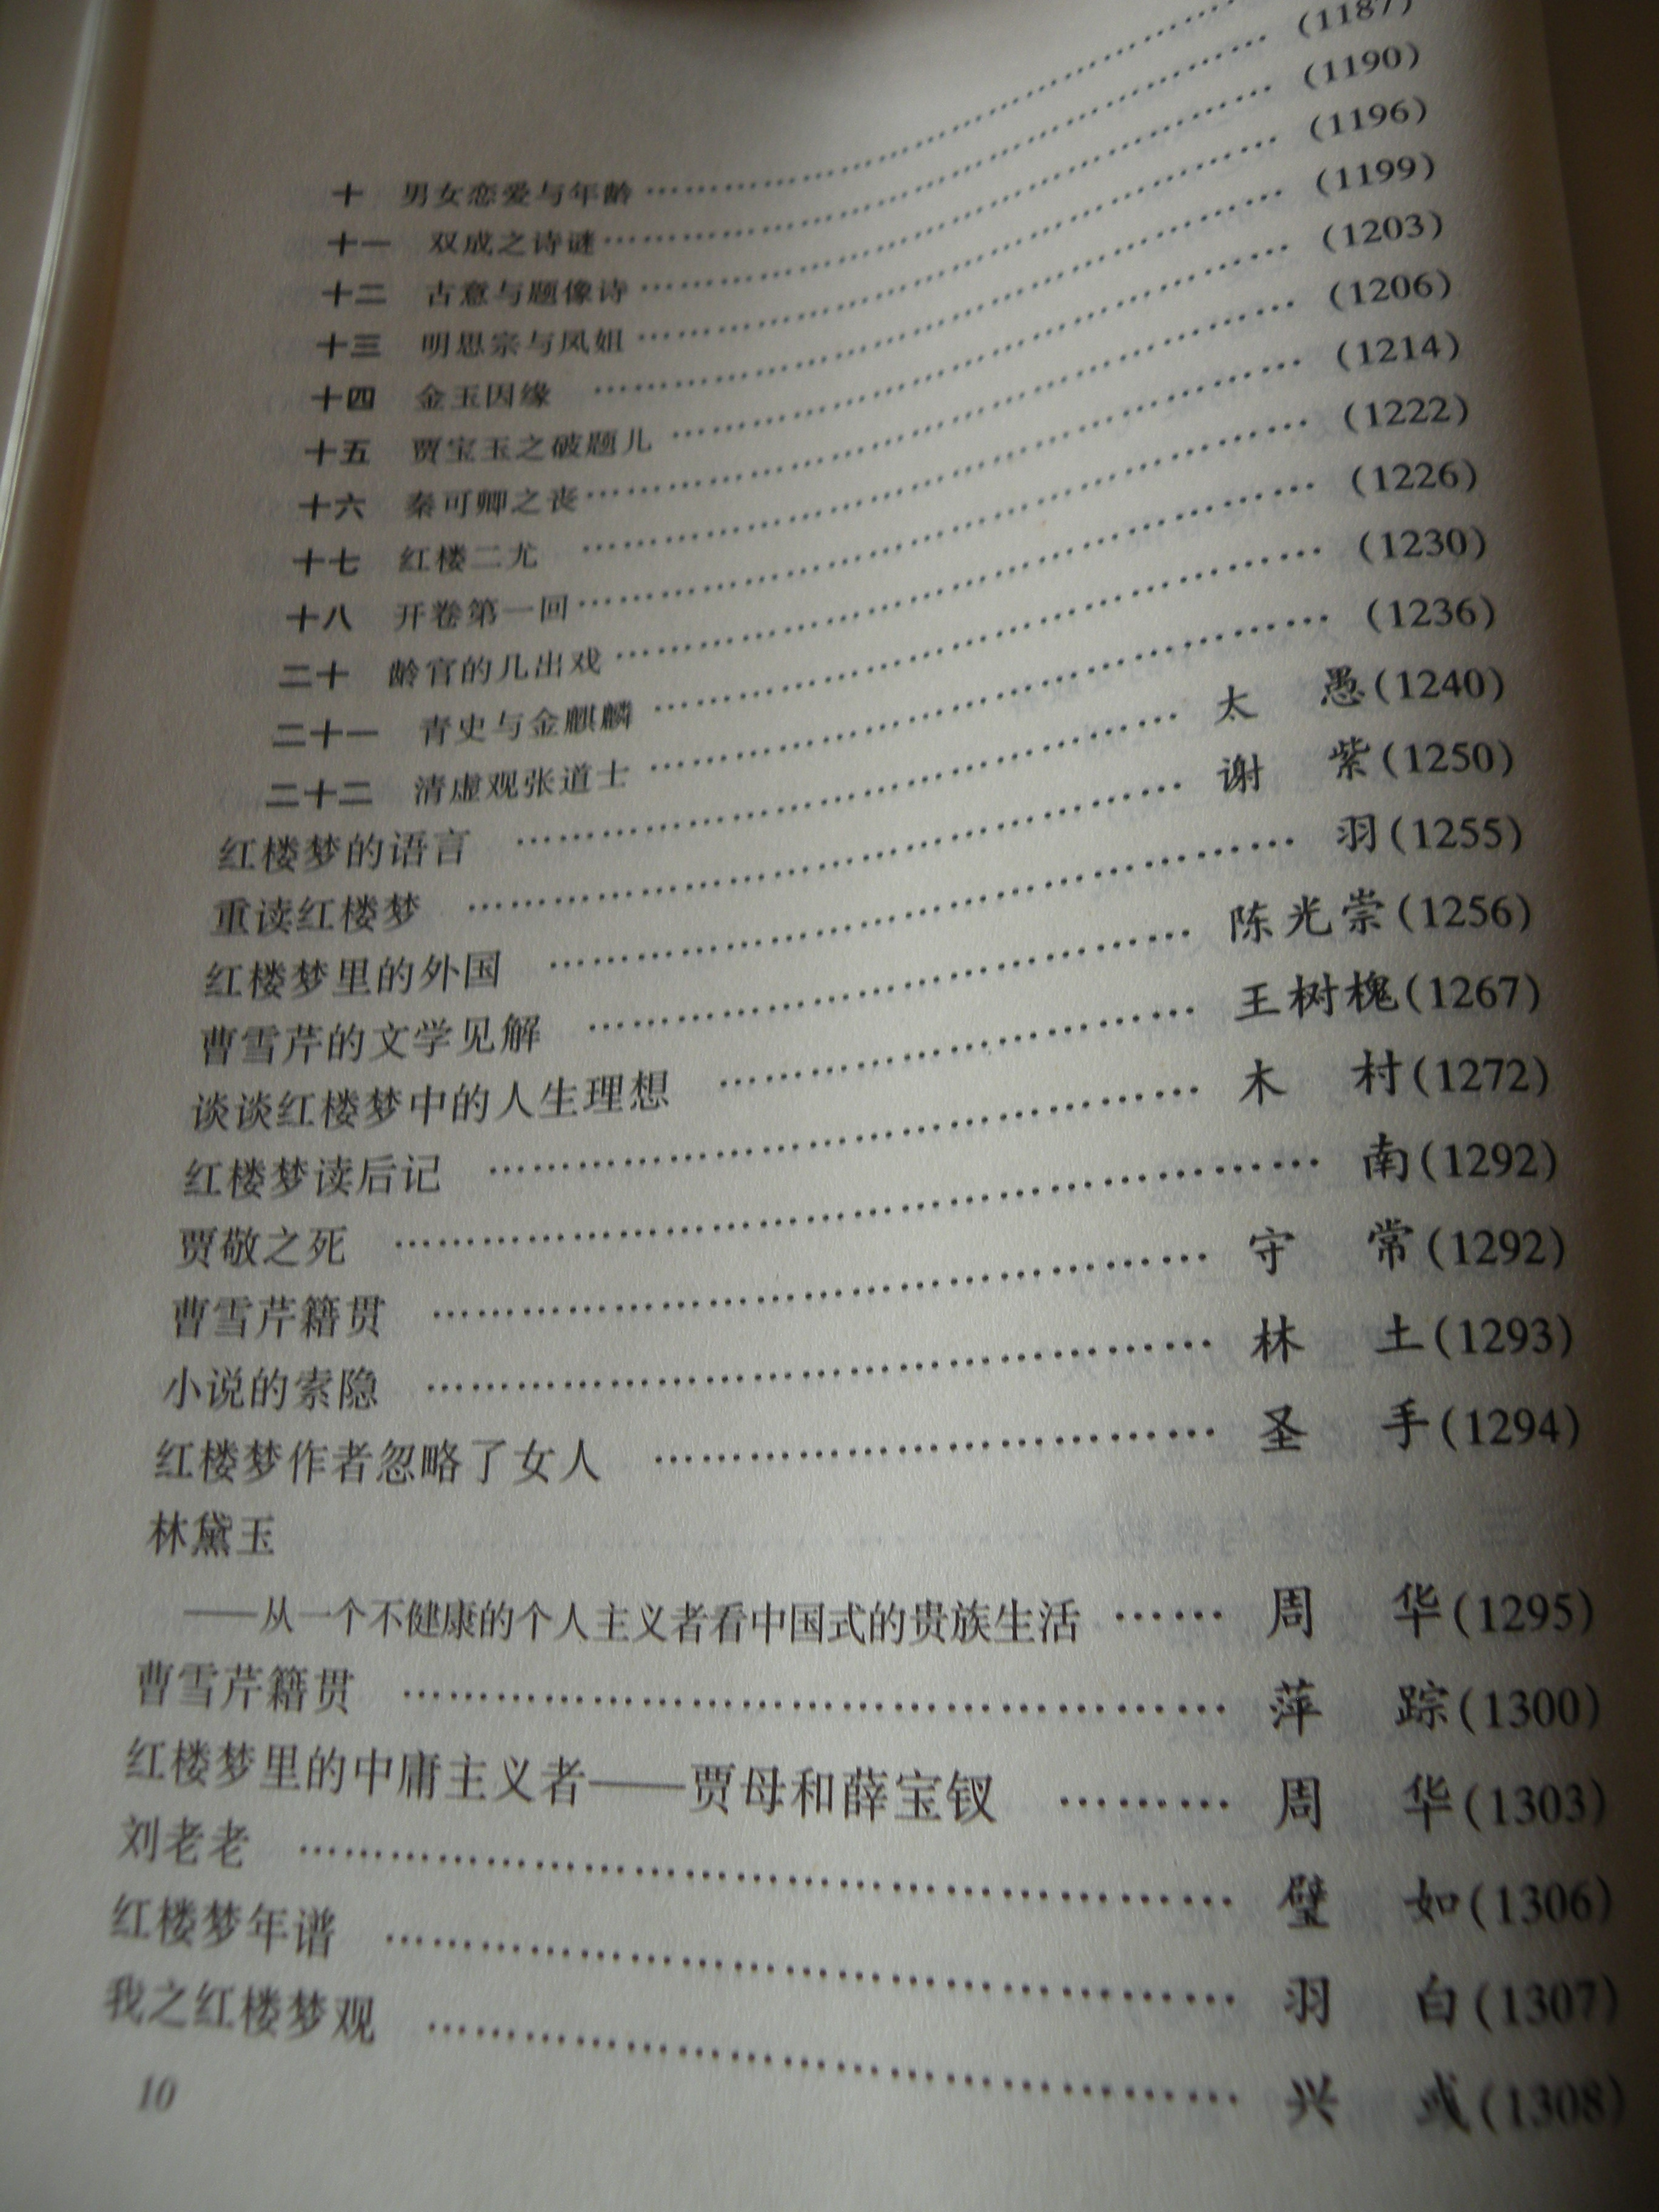 十 男女恋爱与年龄 ……
十一 双成之诗谜 …… (1187)
十二 古意与题像诗 …… (1190)
十三 明思宗与凤姐 …… (1196)
十四 金玉因缘 …… (1199)
十五 贾宝玉之破题儿 …… (1203)
十六 秦可卿之丧 …… (1206)
十七 红楼二尤 …… (1214)
十八 开卷第一回 …… (1222)
二十 龄官的几出戏 …… (1226)
二十一 青史与金麒麟 …… (1230)
二十二 清虚观张道士 …… (1236)
红楼梦的语言 …… 太 愚(1240)
重读红楼梦 …… 谢 紫(1250)
红楼梦里的外国 …… 羽(1255)
曹雪芹的文学见解 …… 陈光崇(1256)
谈谈红楼梦中的人生理想 …… 王树槐(1267)
红楼梦读后记 …… 木 村(1272)
贾敬之死 …… 南(1292)
曹雪芹籍贯 …… 守 常(1292)
小说的索隐 …… 林 土(1293)
红楼梦作者忽略了女人 …… 圣 手(1294)
林黛玉
——从一个不健康的个人主义者看中国式的贵族生活 …… 周 华(1295)
曹雪芹籍贯 …… 萍 踪(1300)
红楼梦里的中庸主义者——贾母和薛宝钗 …… 周 华(1303)
刘老老 …… 璧 如(1306)
红楼梦年谱 …… 羽 白(1307)
我之红楼梦观 …… 兴 (1308)
10